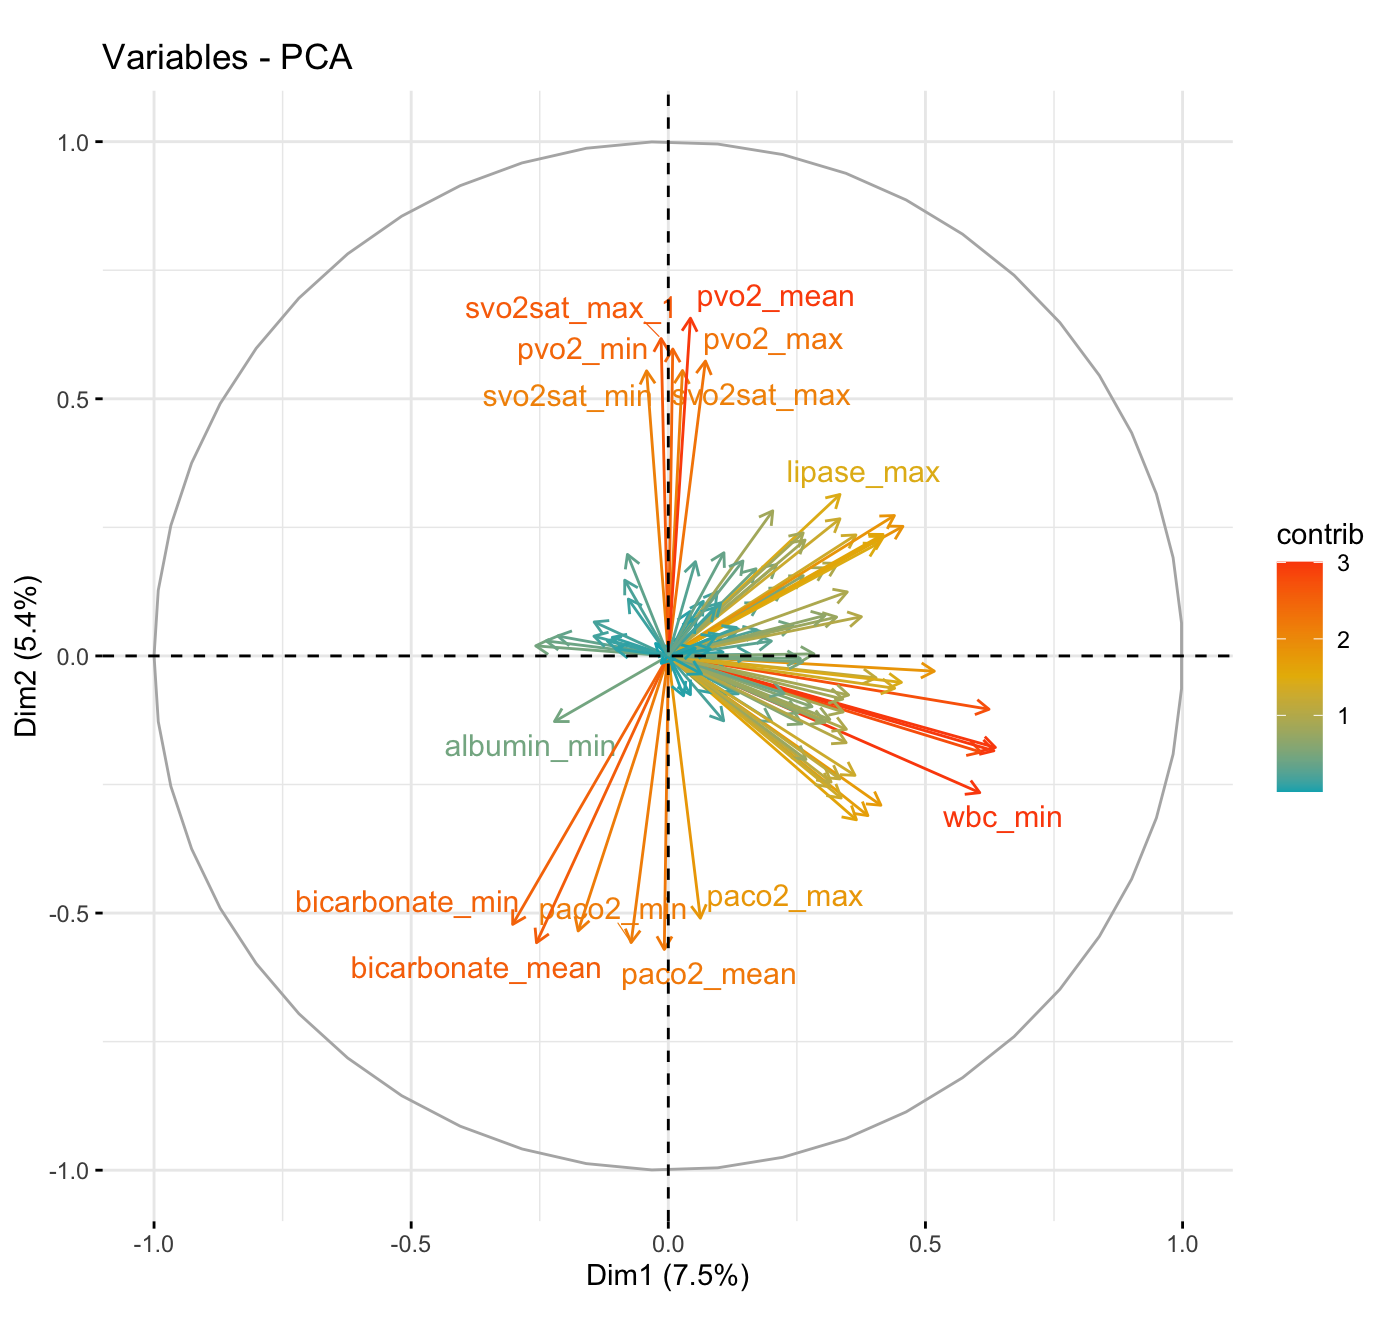 Variables - PCA
1.0
0.5
0.0
-0.5
-1.0
Dim2 (5.4%)
svo2sat_max_1
pvo2_mean
pvo2_min
pvo2_max
svo2sat_min
svo2sat_max
lipase_max
albumin_min
wbc_min
bicarbonate_min
paco2_min
paco2_max
bicarbonate_mean
paco2_mean
-1.0
-0.5
0.0
0.5
1.0
Dim1 (7.5%)
contrib
3
2
1